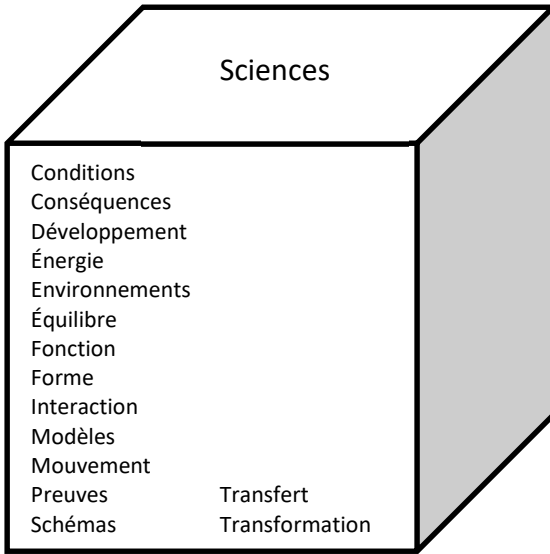 Sciences
Conditions
Conséquences
Développement
Énergie
Environnements
Équilibre
Fonction
Forme
Interaction
Modèles
Mouvement
Preuves Transfert
Schémas Transformation